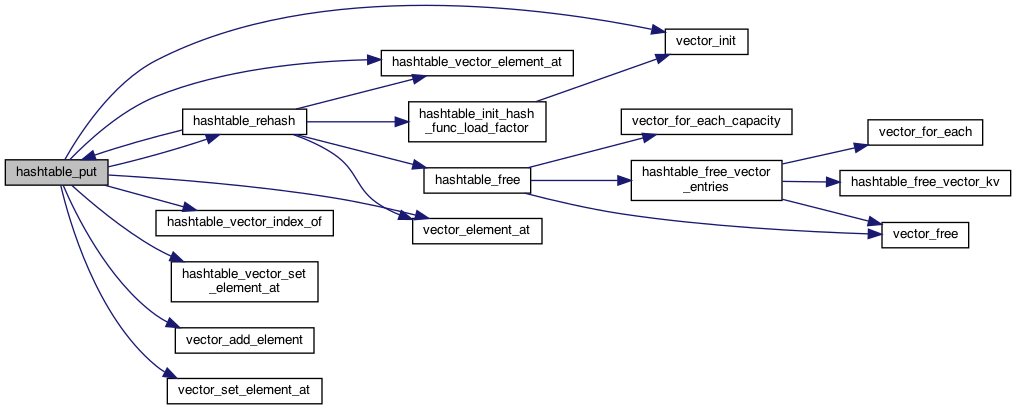 vector_init
hashtable_vector_element_at
hashtable_rehash
hashtable_init_hash
_func_load_factor
vector_for_each_capacity
vector_for_each
hashtable_put
hashtable_free
hashtable_free_vector
_entries
hashtable_free_vector_kv
hashtable_vector_index_of
vector_element_at
vector_free
hashtable_vector_set
_element_at
vector_add_element
vector_set_element_at